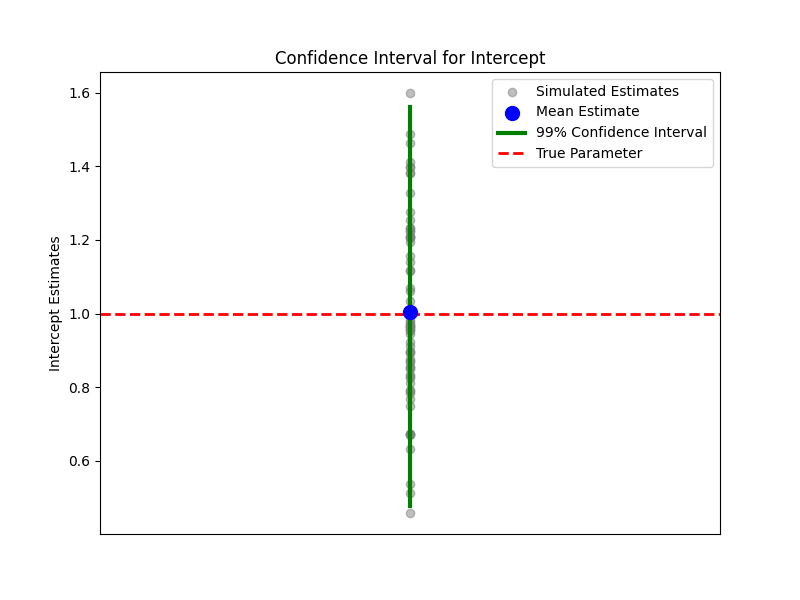 Confidence Interval for Intercept
Simulated Estimates
Mean Estimate
99% Confidence Interval
True Parameter
Intercept Estimates
1.6
1.4
1.2
1.0
0.8
0.6